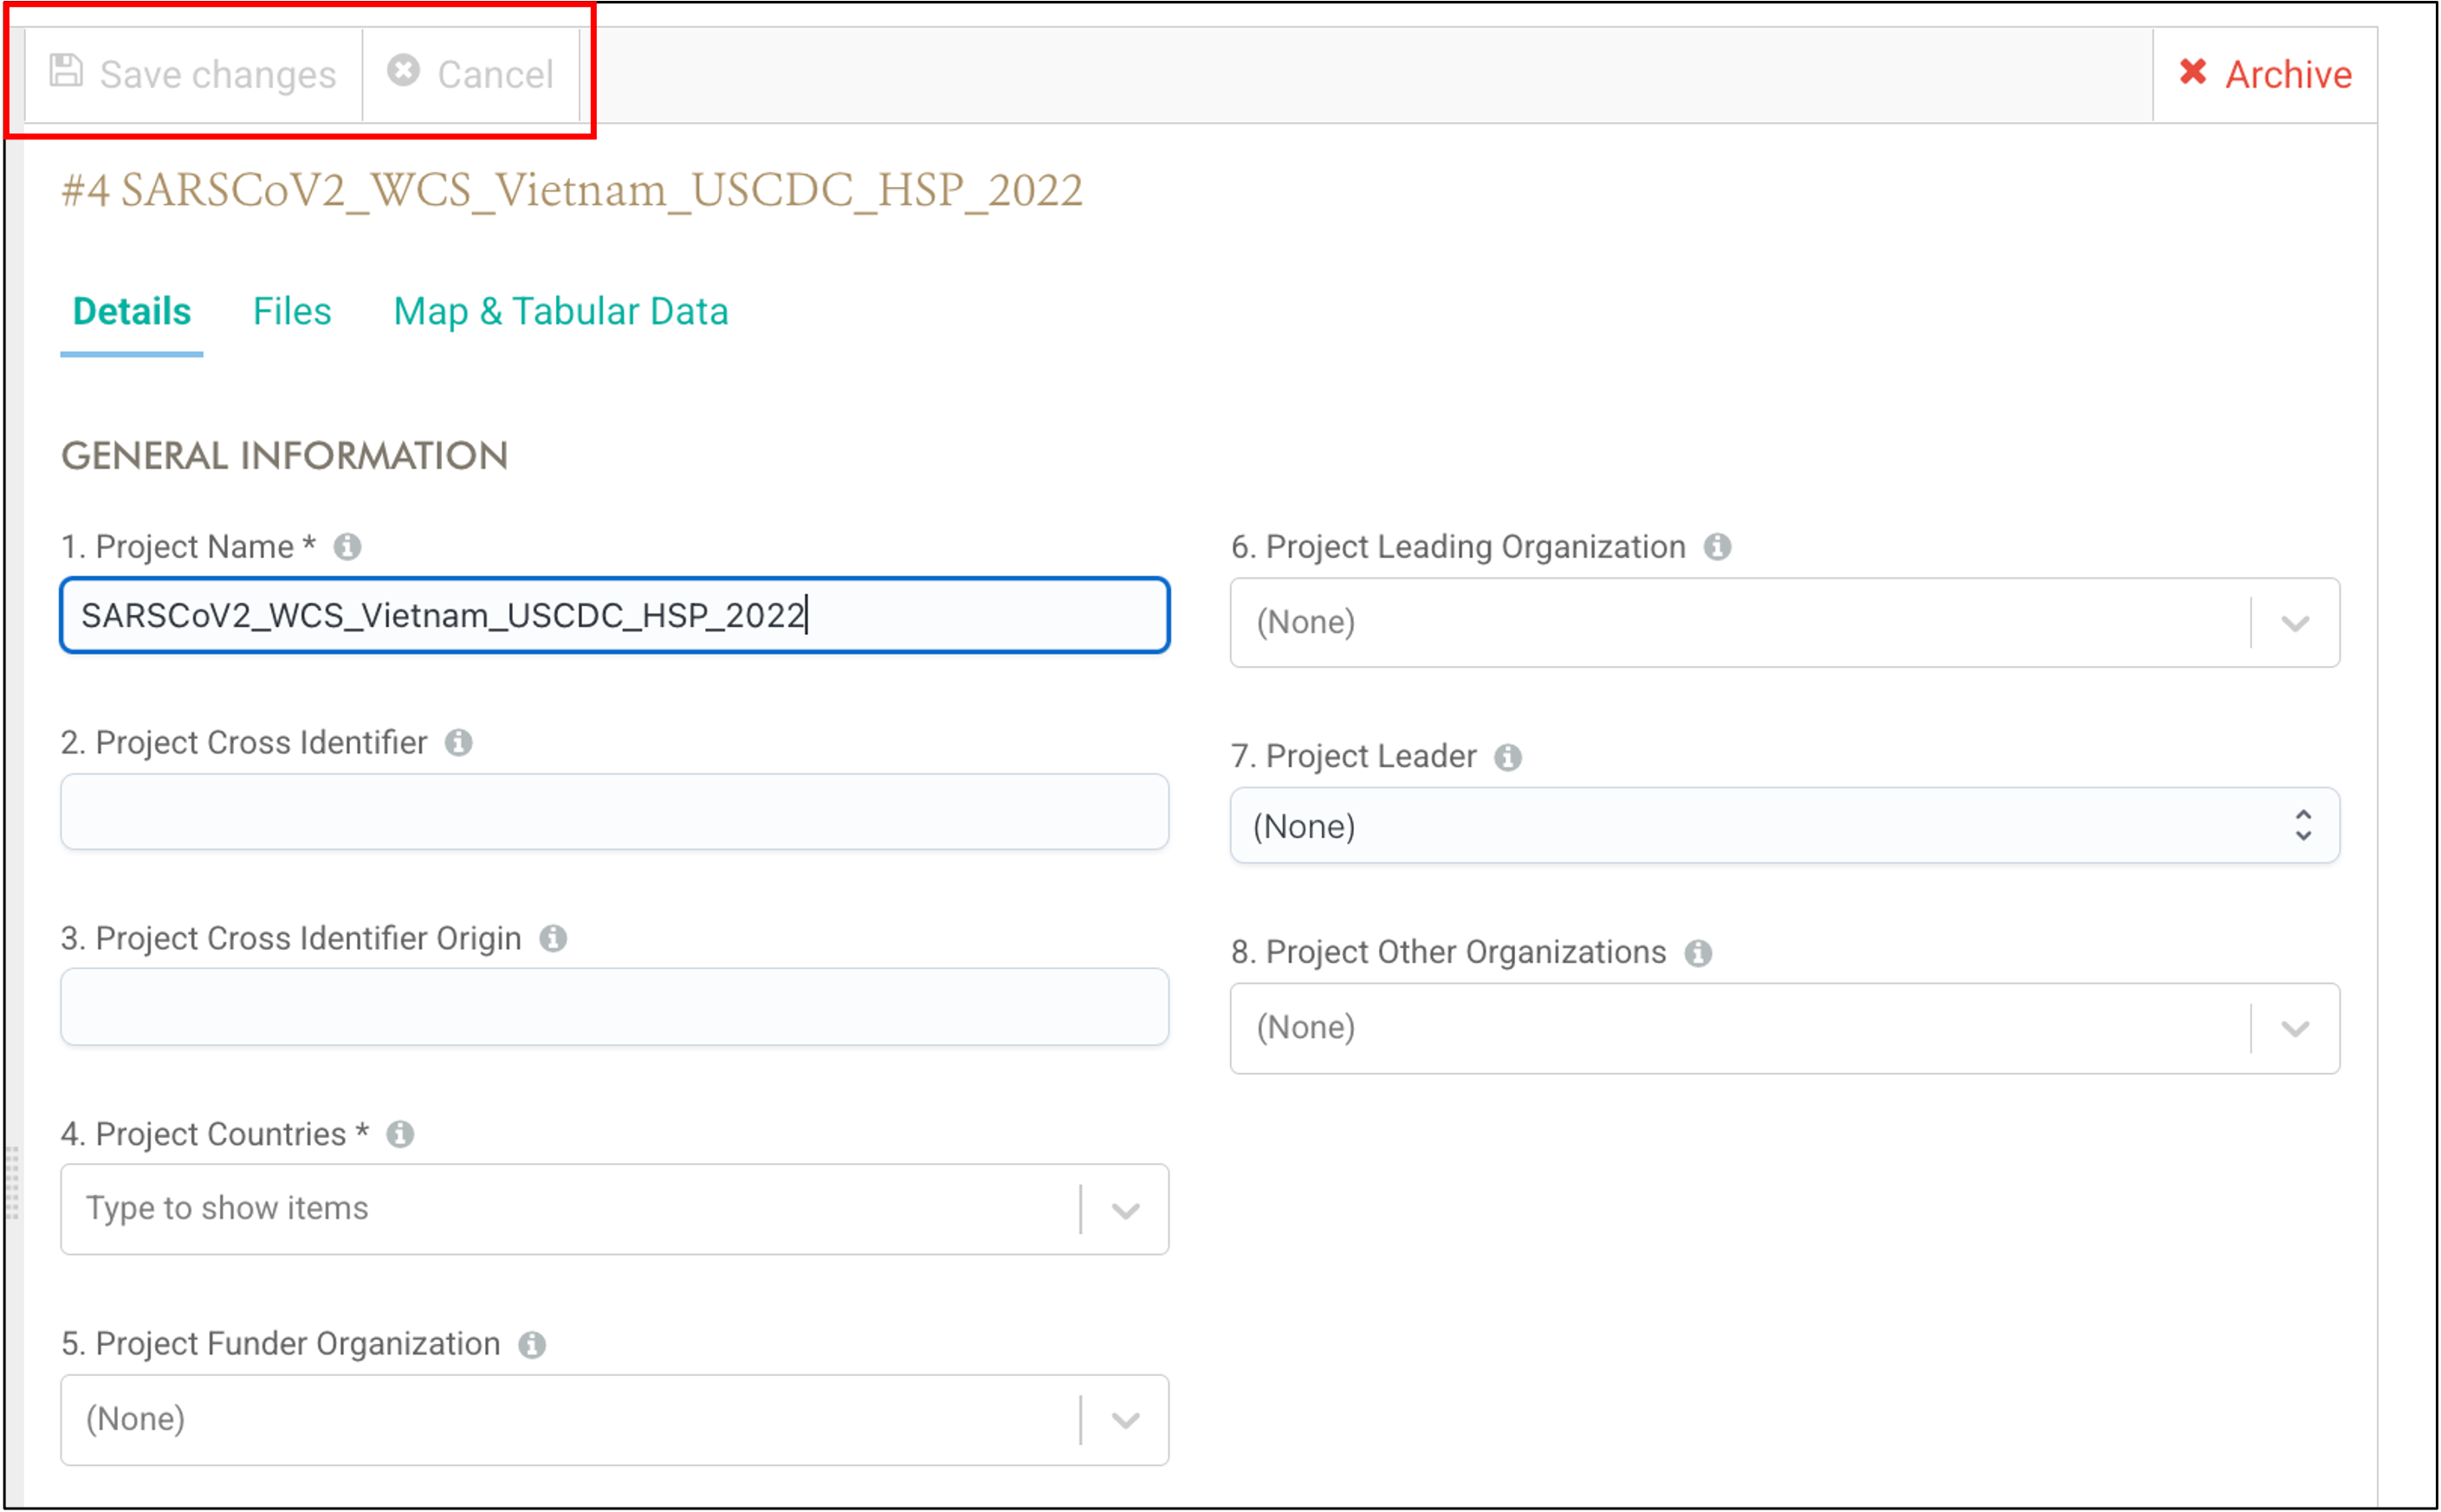 Save changes Cancel Archive
#4 SARSCoV2_WCS_Vietnam_USCDC_HSP_2022
Details Files Map & Tabular Data
GENERAL INFORMATION
1. Project Name *
SARSCoV2_WCS_Vietnam_USCDC_HSP_2022
2. Project Cross Identifier
3. Project Cross Identifier Origin
4. Project Countries *
Type to show items
5. Project Funder Organization
(None)
6. Project Leading Organization
(None)
7. Project Leader
(None)
8. Project Other Organizations
(None)